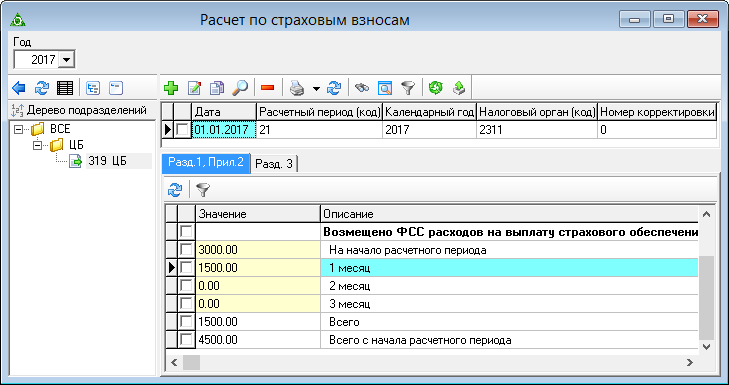 Расчет по страховым взносам
Год
2017
Дерево подразделений
ВСЕ
ЦБ
319 ЦБ
Дата Расчетный период (код) Календарный год Налоговый орган (код) Номер корректировки
01.01.2017 21 2017 2311 0
Разд.1, Прил.2 Разд. 3
Значение Описание
Возмещено ФСС расходов на выплату страхового обеспечени
3000.00 На начало расчетного периода
1500.00 1 месяц
0.00 2 месяц
0.00 3 месяц
1500.00 Всего
4500.00 Всего с начала расчетного периода